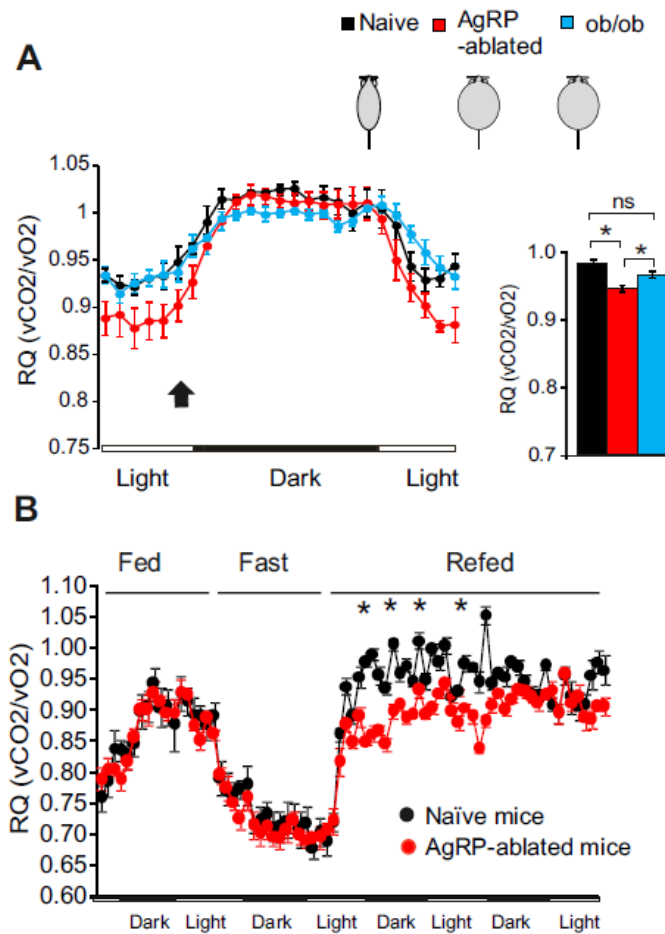 Naive AgRP -ablated ob/ob
A
RQ (vCO2/vO2)
1.05
1
0.95
0.9
0.85
0.8
0.75
Light Dark Light
RQ (vCO2/vO2)
ns
* *
1.0
0.9
0.8
0.7
B
Fed Fast Refed
* * * *
RQ (vCO2/vO2)
1.10
1.05
1.00
0.95
0.90
0.85
0.80
0.75
0.70
0.65
0.60
Naïve mice
AgRP-ablated mice
Dark Light Dark Light Dark Light Dark Light